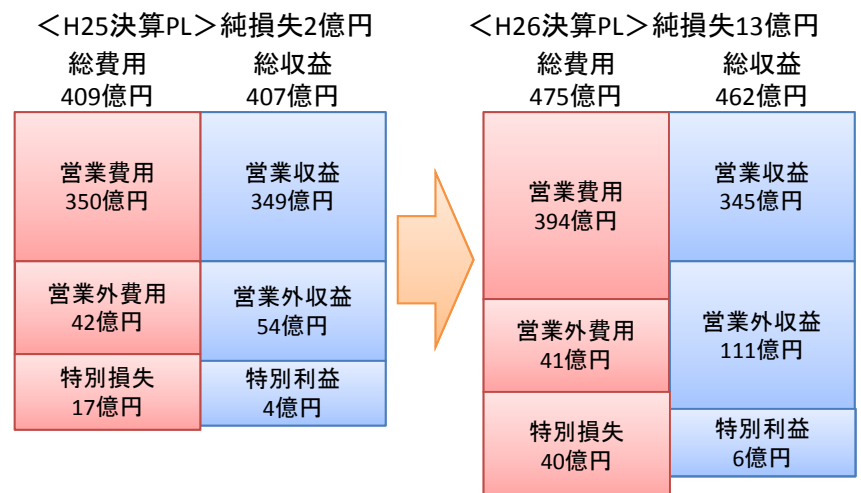 ＜H25決算PL＞純損失2億円
総費用
409億円
総収益
407億円
営業費用
350億円
営業収益
349億円
営業外費用
42億円
営業外収益
54億円
特別損失
17億円
特別利益
4億円
＜H26決算PL＞純損失13億円
総費用
475億円
総収益
462億円
営業費用
394億円
営業収益
345億円
営業外費用
41億円
営業外収益
111億円
特別損失
40億円
特別利益
6億円